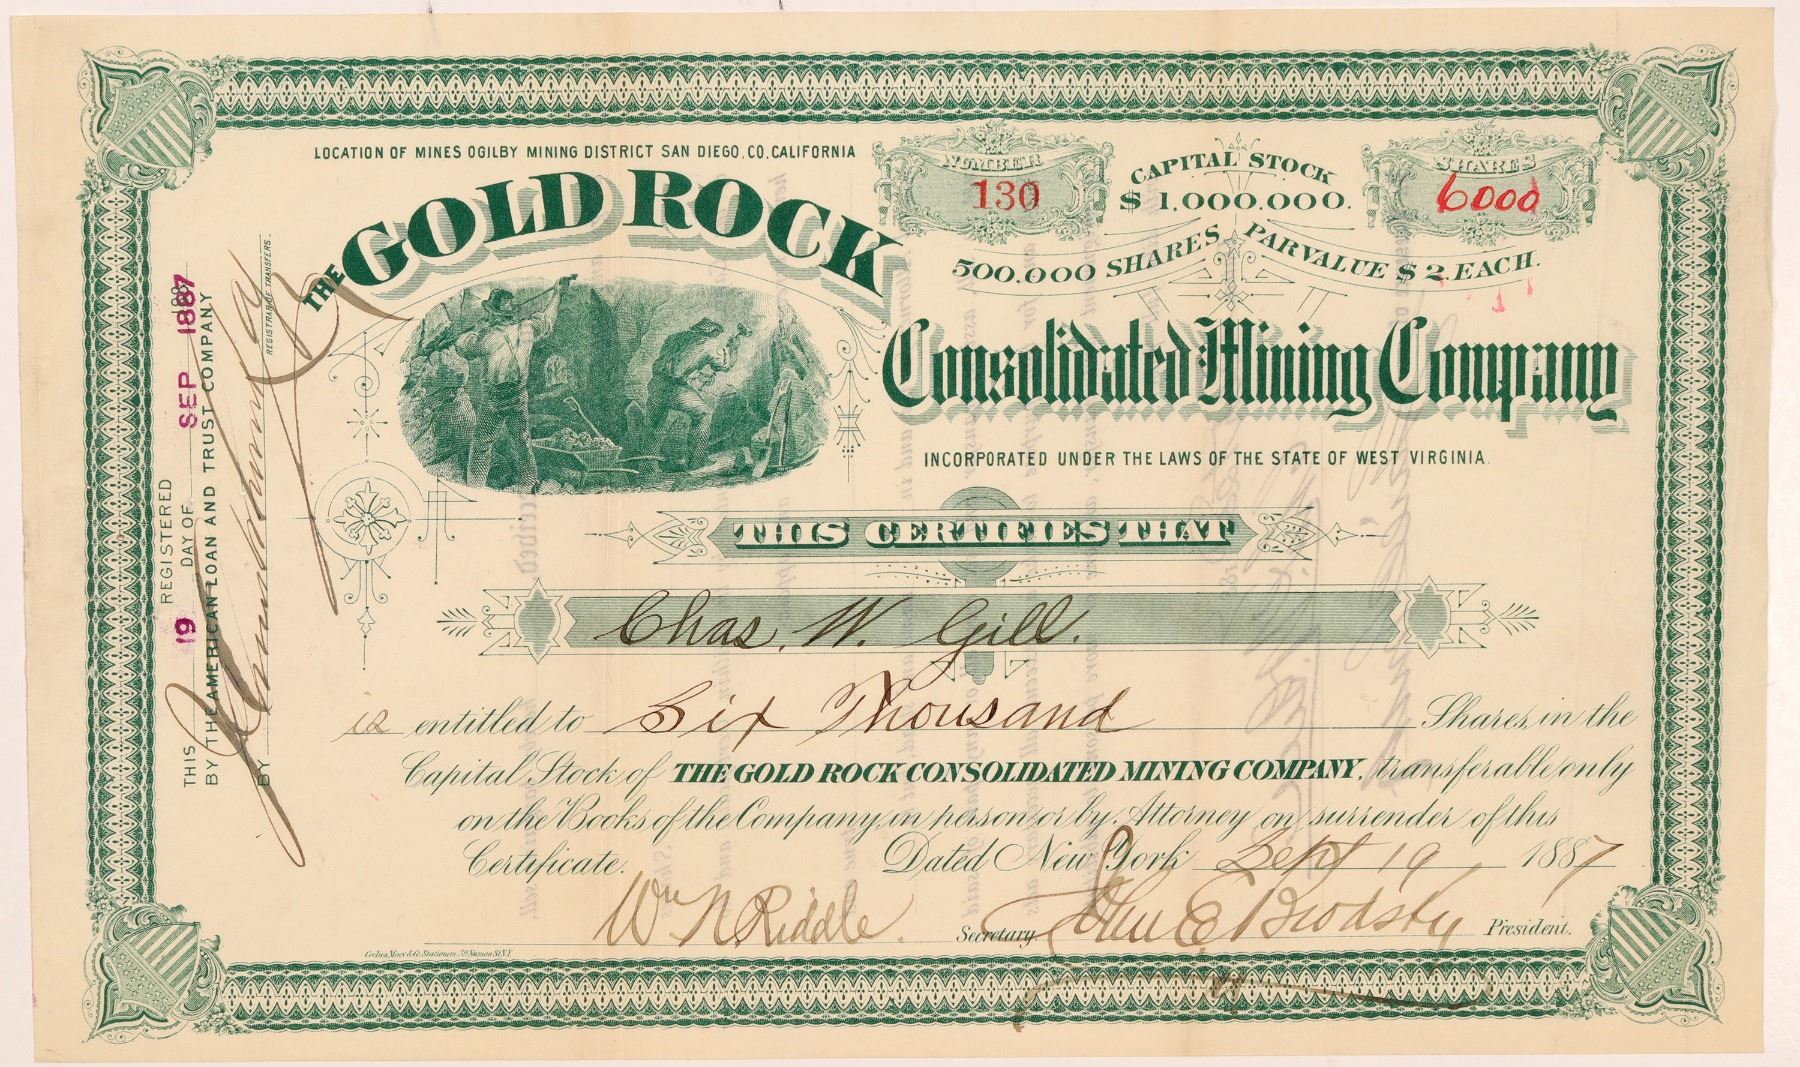 LOCATION OF MINES OGILBY MINING DISTRICT SAN DIEGO, CO. CALIFORNIA
THE GOLD ROCK
Consolidated Mining Company
NUMBER
130
CAPITAL STOCK
$ 1,000.000.
500.000 SHARES PAR VALUE $ 2. EACH.
SHARES
6000
INCORPORATED UNDER THE LAWS OF THE STATE OF WEST VIRGINIA.
THIS CERTIFIES THAT
Chas. W. Gill.
is entitled to Six Thousand Shares, in the
Capital Stock of THE GOLD ROCK CONSOLIDATED MINING COMPANY, transferable only
on the Books of the Company, in person or by Attorney on surrender of this
Certificate. Dated New York Sept 19 1887
Wm N Riddle. Secretary. John E Brodsky President.
REGISTERED
THIS 19 DAY OF SEP 1887 188
BY THE AMERICAN LOAN AND TRUST COMPANY
BY
REGISTRAR OF TRANSFERS.